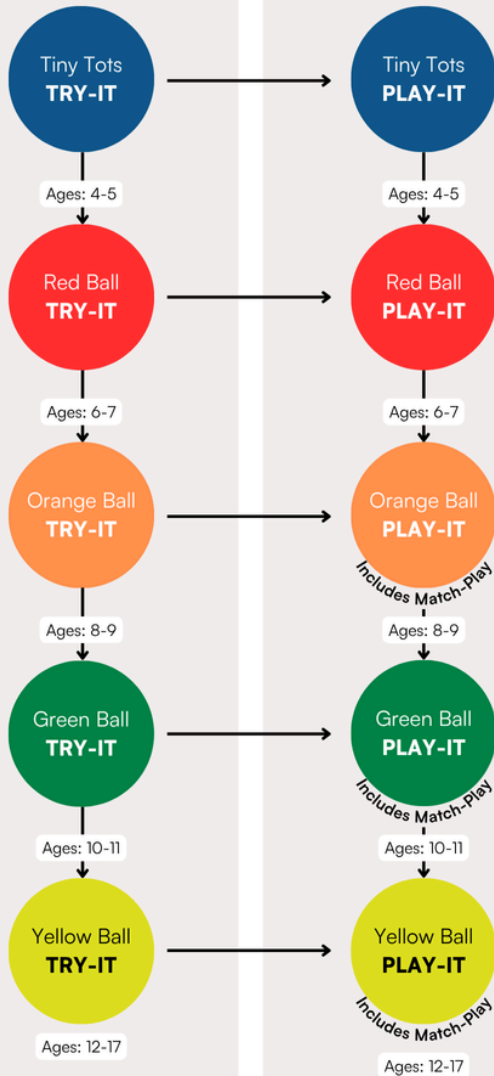 Tiny Tots
TRY-IT
Tiny Tots
PLAY-IT
Ages: 4-5
Ages: 4-5
Red Ball
TRY-IT
Red Ball
PLAY-IT
Ages: 6-7
Ages: 6-7
Orange Ball
TRY-IT
Orange Ball
PLAY-IT
Includes Match-Play
Ages: 8-9
Ages: 8-9
Green Ball
TRY-IT
Green Ball
PLAY-IT
Includes Match-Play
Ages: 10-11
Ages: 10-11
Yellow Ball
TRY-IT
Yellow Ball
PLAY-IT
Includes Match-Play
Ages: 12-17
Ages: 12-17